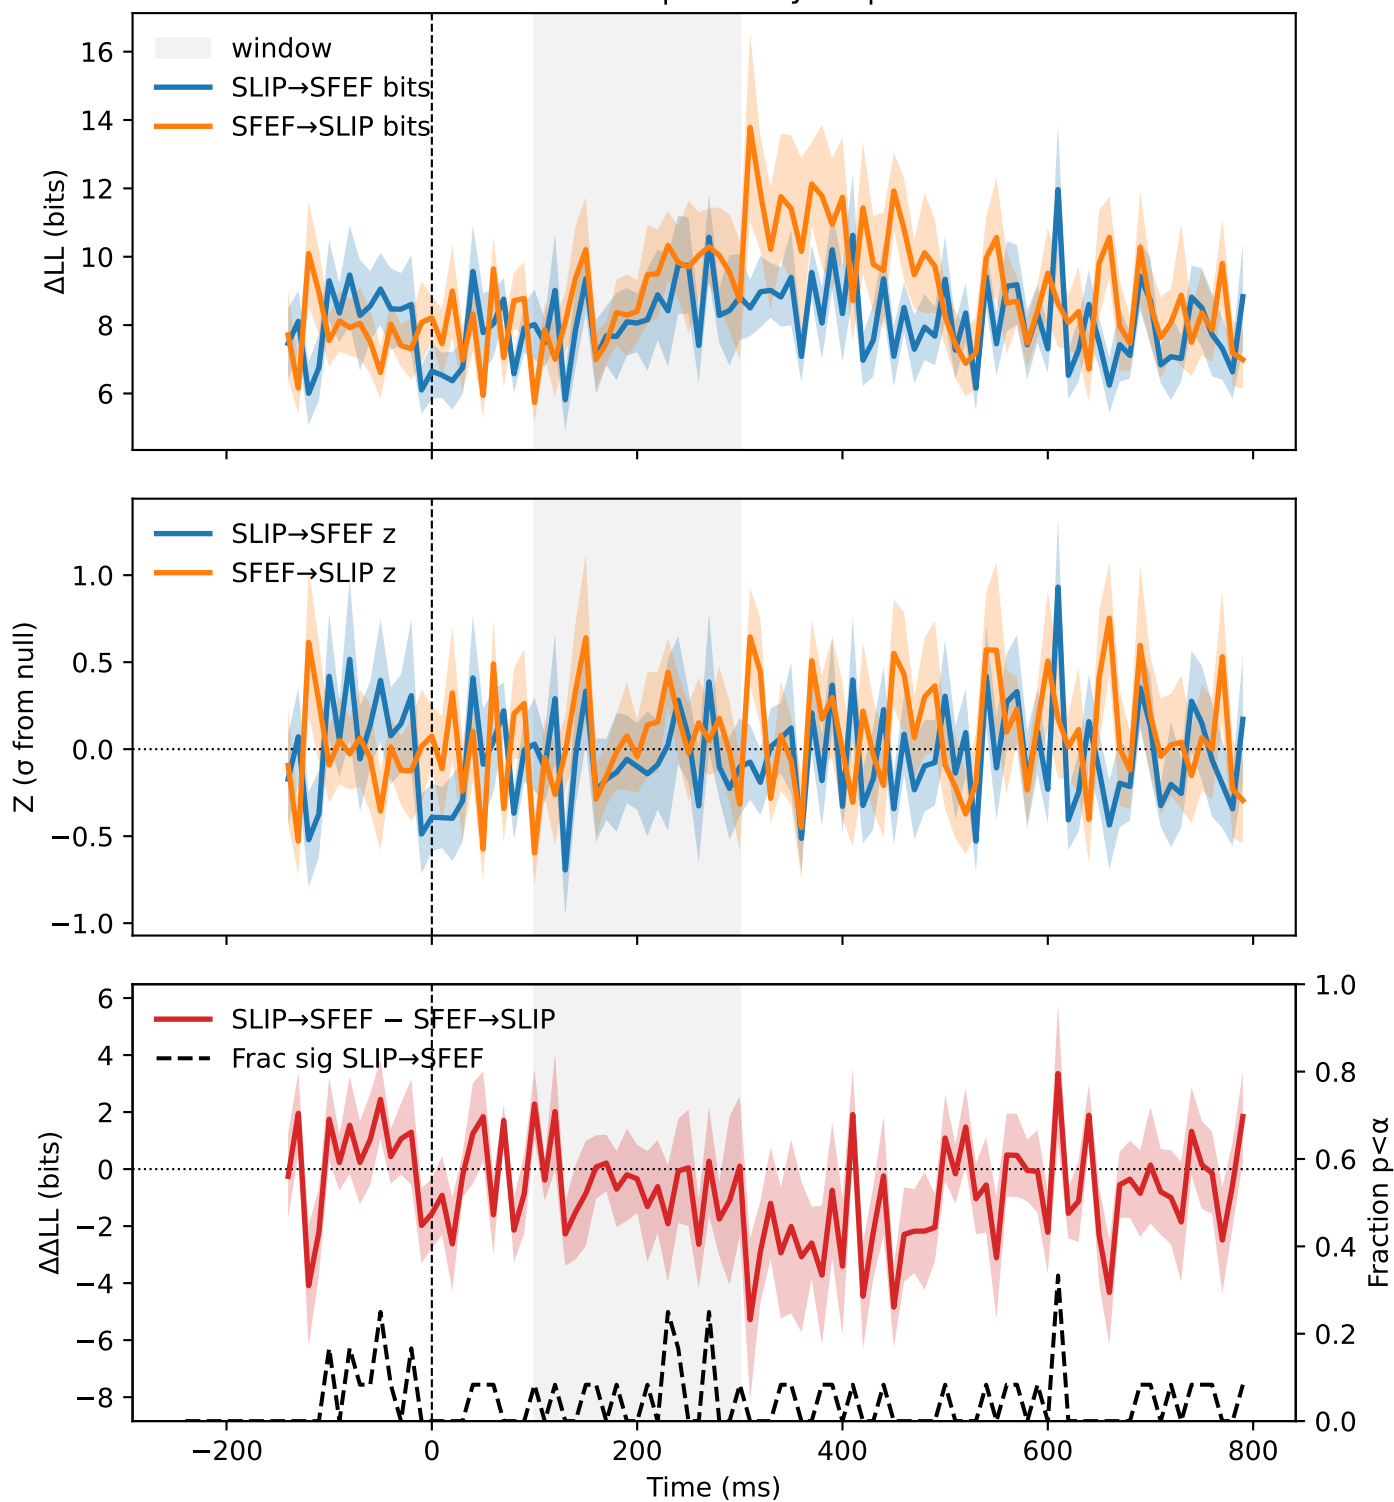 window
SLIP→SFEF bits
SFEF→SLIP bits
ΔLL (bits)
16
14
12
10
8
6
SLIP→SFEF z
SFEF→SLIP z
Z (σ from null)
1.0
0.5
0.0
−0.5
−1.0
SLIP→SFEF − SFEF→SLIP
Frac sig SLIP→SFEF
ΔΔLL (bits)
6
4
2
0
−2
−4
−6
−8
1.0
0.8
0.6
0.4
0.2
0.0
Fraction p<α
−200
0
200
400
600
800
Time (ms)